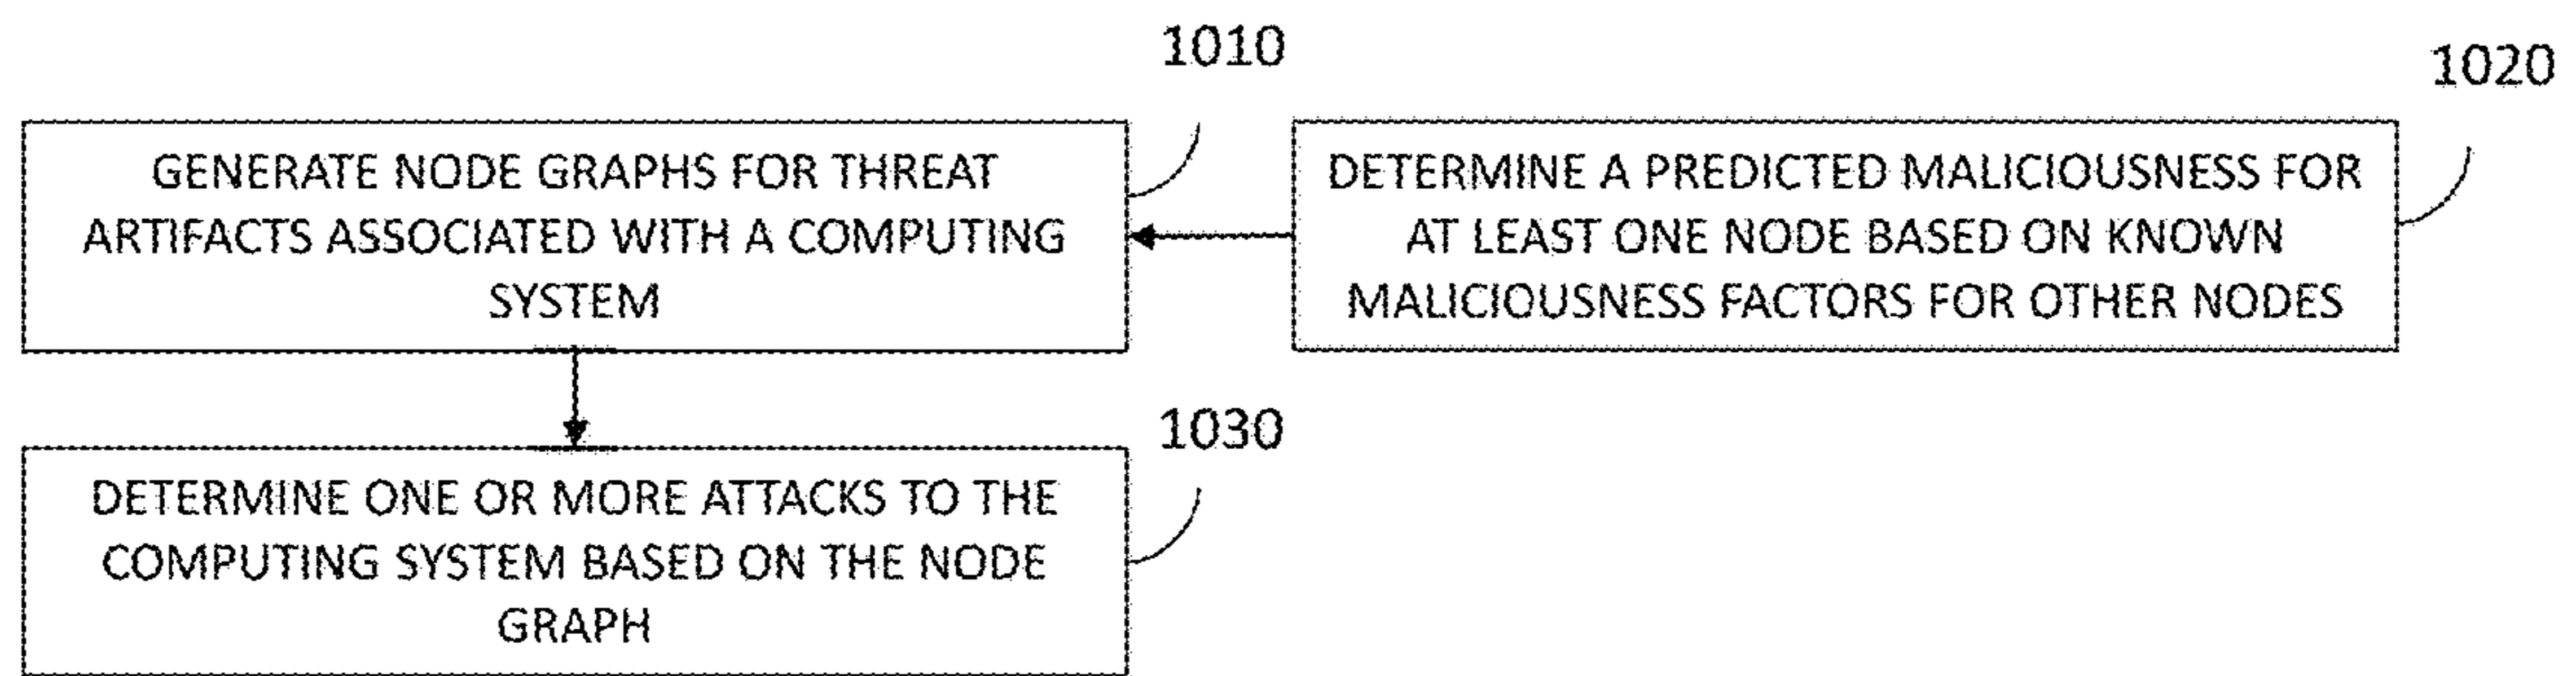 1010
1020
GENERATE NODE GRAPHS FOR THREAT
ARTIFACTS ASSOCIATED WITH A COMPUTING
SYSTEM
DETERMINE A PREDICTED MALICIOUSNESS FOR
AT LEAST ONE NODE BASED ON KNOWN
MALICIOUSNESS FACTORS FOR OTHER NODES
1030
DETERMINE ONE OR MORE ATTACKS TO THE
COMPUTING SYSTEM BASED ON THE NODE
GRAPH